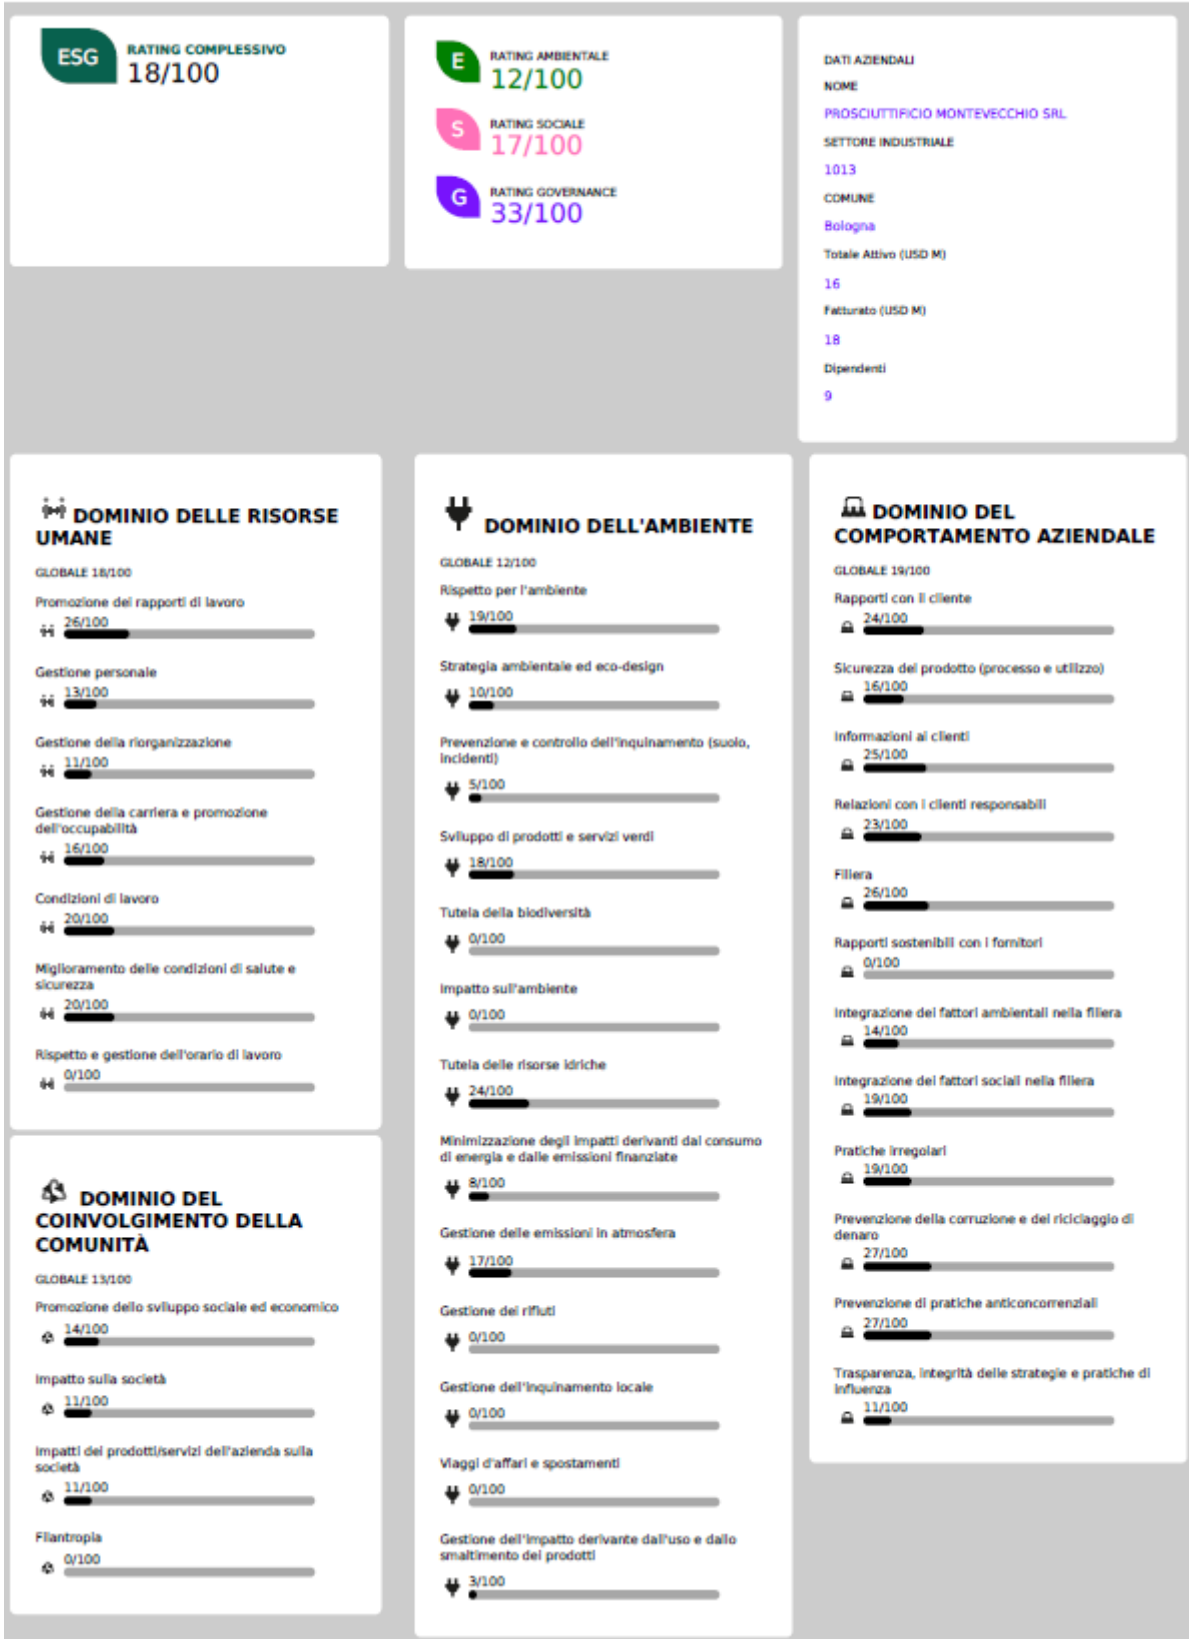 ESG
RATING COMPLESSIVO
18/100
E
RATING AMBIENTALE
12/100
S
RATING SOCIALE
17/100
G
RATING GOVERNANCE
33/100
DATI AZIENDALI
NOME
PROSCIUTTIFICIO MONTEVECCHIO SRL
SETTORE INDUSTRIALE
1013
COMUNE
Bologna
Totale Attivo (USD M)
16
Fatturato (USD M)
18
Dipendenti
9
DOMINIO DELLE RISORSE
UMANE
GLOBALE 18/100
Promozione dei rapporti di lavoro
26/100
Gestione personale
13/100
Gestione della riorganizzazione
11/100
Gestione della carriera e promozione
dell'occupabilità
16/100
Condizioni di lavoro
20/100
Miglioramento delle condizioni di salute e
sicurezza
20/100
Rispetto e gestione dell'orario di lavoro
0/100
DOMINIO DEL
COINVOLGIMENTO DELLA
COMUNITÀ
GLOBALE 13/100
Promozione dello sviluppo sociale ed economico
14/100
Impatto sulla società
11/100
Impatti dei prodotti/servizi dell'azienda sulla
società
11/100
Filantropia
0/100
DOMINIO DELL'AMBIENTE
GLOBALE 12/100
Rispetto per l'ambiente
19/100
Strategia ambientale ed eco-design
10/100
Prevenzione e controllo dell'inquinamento (suolo,
incidenti)
5/100
Sviluppo di prodotti e servizi verdi
18/100
Tutela della biodiversità
0/100
Impatto sull'ambiente
0/100
Tutela delle risorse idriche
24/100
Minimizzazione degli impatti derivanti dal consumo
di energia e dalle emissioni finanziate
8/100
Gestione delle emissioni in atmosfera
17/100
Gestione dei rifiuti
0/100
Gestione dell'inquinamento locale
0/100
Viaggi d'affari e spostamenti
0/100
Gestione dell'impatto derivante dall'uso e dallo
smaltimento dei prodotti
3/100
DOMINIO DEL
COMPORTAMENTO AZIENDALE
GLOBALE 19/100
Rapporti con il cliente
24/100
Sicurezza del prodotto (processo e utilizzo)
16/100
Informazioni ai clienti
25/100
Relazioni con i clienti responsabili
23/100
Filiera
26/100
Rapporti sostenibili con i fornitori
0/100
Integrazione dei fattori ambientali nella filiera
14/100
Integrazione dei fattori sociali nella filiera
19/100
Pratiche irregolari
19/100
Prevenzione della corruzione e del riciclaggio di
denaro
27/100
Prevenzione di pratiche anticoncorrenziali
27/100
Trasparenza, integrità delle strategie e pratiche di
influenza
11/100